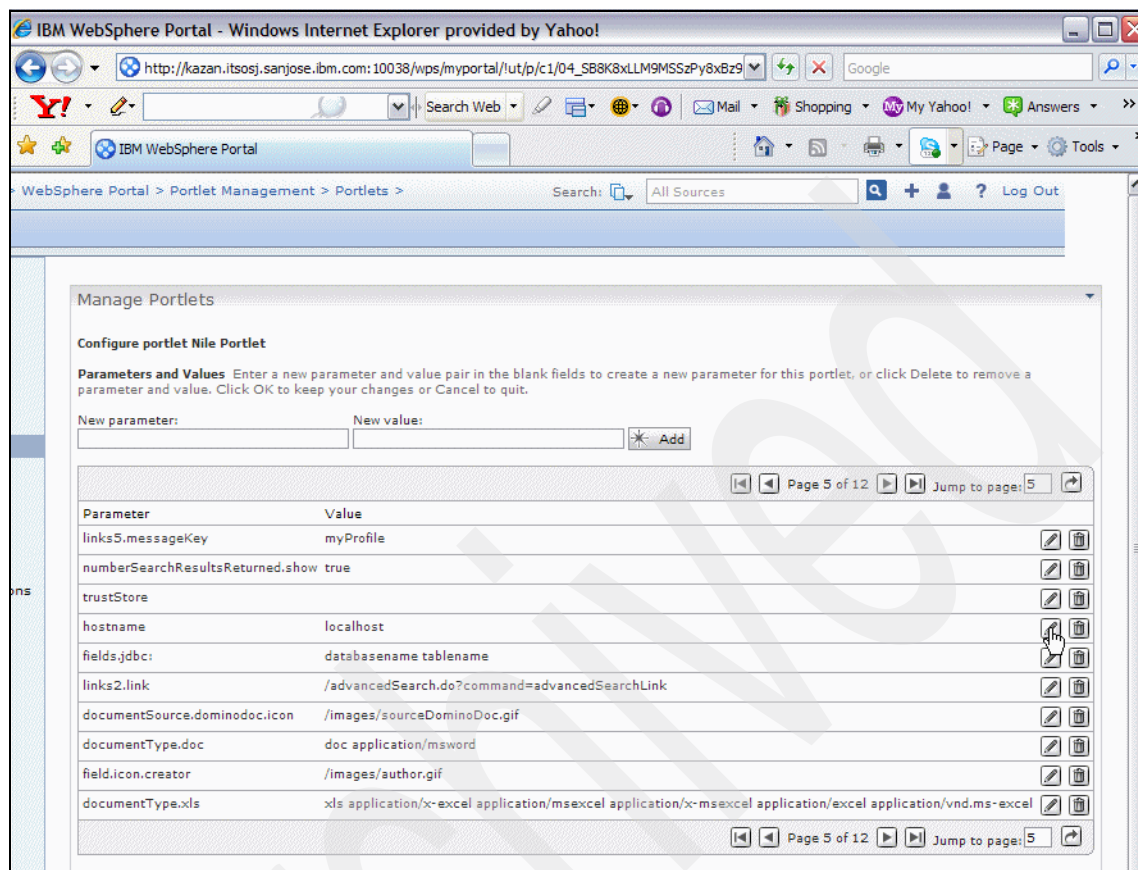 IBM WebSphere Portal - Windows Internet Explorer provided by Yahoo!
http://kazan.itsosj.sanjose.ibm.com:10038/wps/myportal/!ut/p/c1/04_SB8K8xLLM9MSSzPy8xBz9 Google
Y! Search Web Mail Shopping My Yahoo! Answers >>
IBM WebSphere Portal Page Tools
> WebSphere Portal > Portlet Management > Portlets > Search: All Sources ? Log Out
Manage Portlets
Configure portlet Nile Portlet
Parameters and Values Enter a new parameter and value pair in the blank fields to create a new parameter for this portlet, or click Delete to remove a
parameter and value. Click OK to keep your changes or Cancel to quit.
New parameter: New value:
Add
Page 5 of 12 Jump to page: 5
Parameter Value
links5.messageKey myProfile
numberSearchResultsReturned.show true
ons
trustStore
hostname localhost
fields.jdbc: databasename tablename
links2.link /advancedSearch.do?command=advancedSearchLink
documentSource.dominodoc.icon /images/sourceDominoDoc.gif
documentType.doc doc application/msword
field.icon.creator /images/author.gif
documentType.xls xls application/x-excel application/msexcel application/x-msexcel application/excel application/vnd.ms-excel
Page 5 of 12 Jump to page: 5